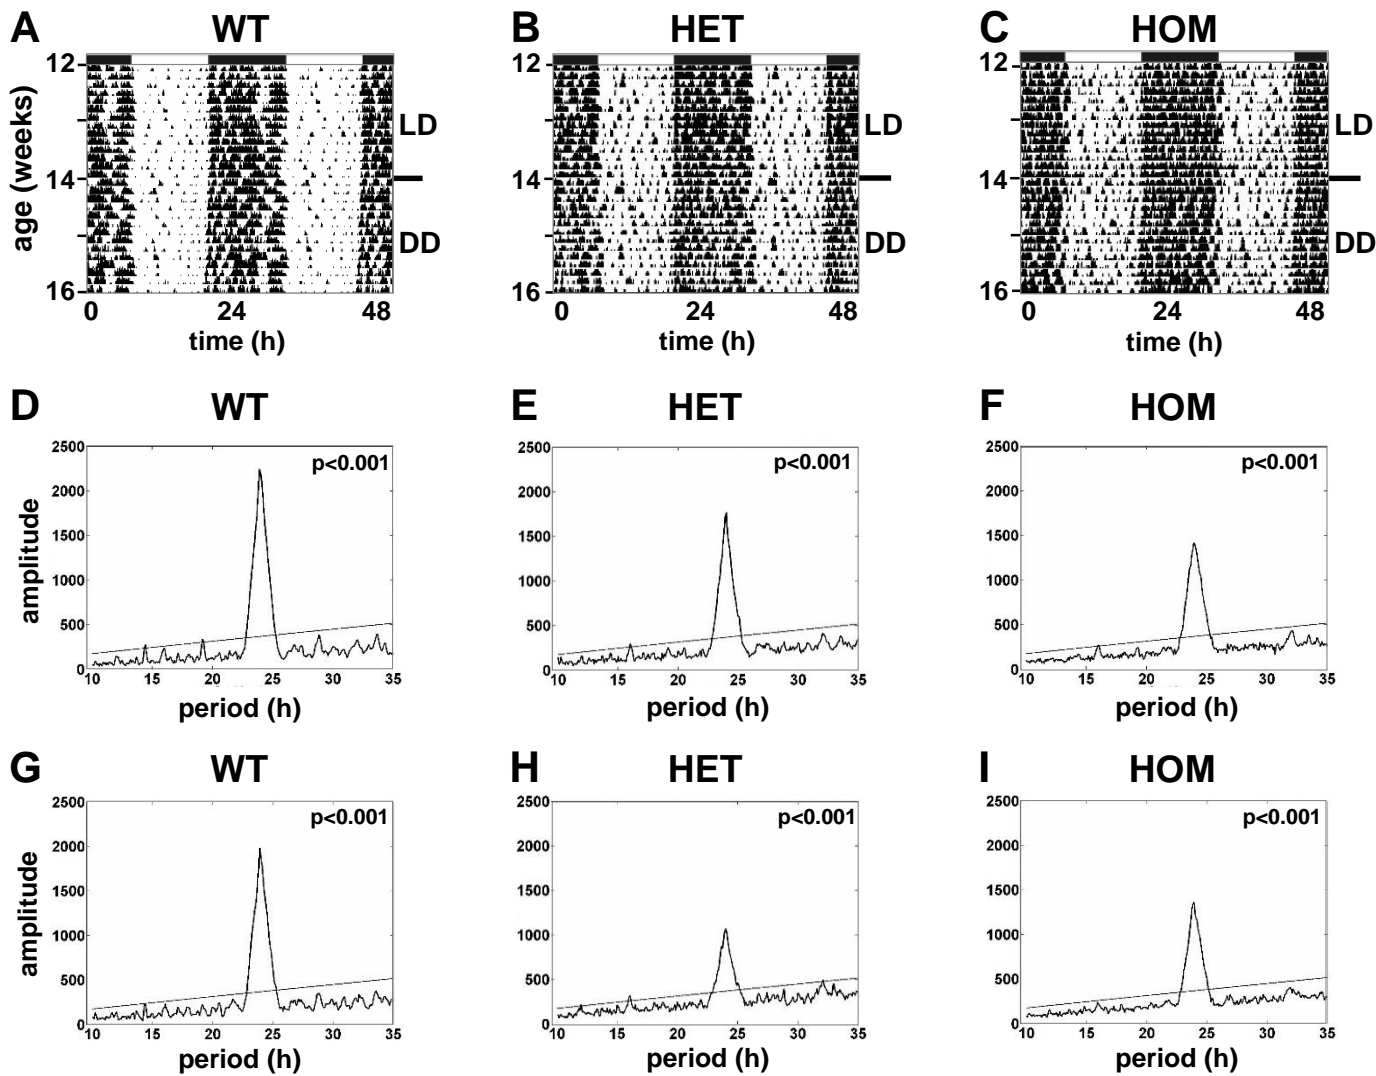 A WT
B HET
C HOM
age (weeks)
12
14
16
LD
DD
0 24 48
time (h)
12
14
16
LD
DD
0 24 48
time (h)
12
14
16
LD
DD
0 24 48
time (h)
D WT
amplitude
2500
2000
1500
1000
500
0
p<0.001
10 15 20 25 30 35
period (h)
E HET
2500
2000
1500
1000
500
0
p<0.001
10 15 20 25 30 35
period (h)
F HOM
2500
2000
1500
1000
500
0
p<0.001
10 15 20 25 30 35
period (h)
G WT
amplitude
2500
2000
1500
1000
500
0
p<0.001
10 15 20 25 30 35
period (h)
H HET
2500
2000
1500
1000
500
0
p<0.001
10 15 20 25 30 35
period (h)
I HOM
2500
2000
1500
1000
500
0
p<0.001
10 15 20 25 30 35
period (h)